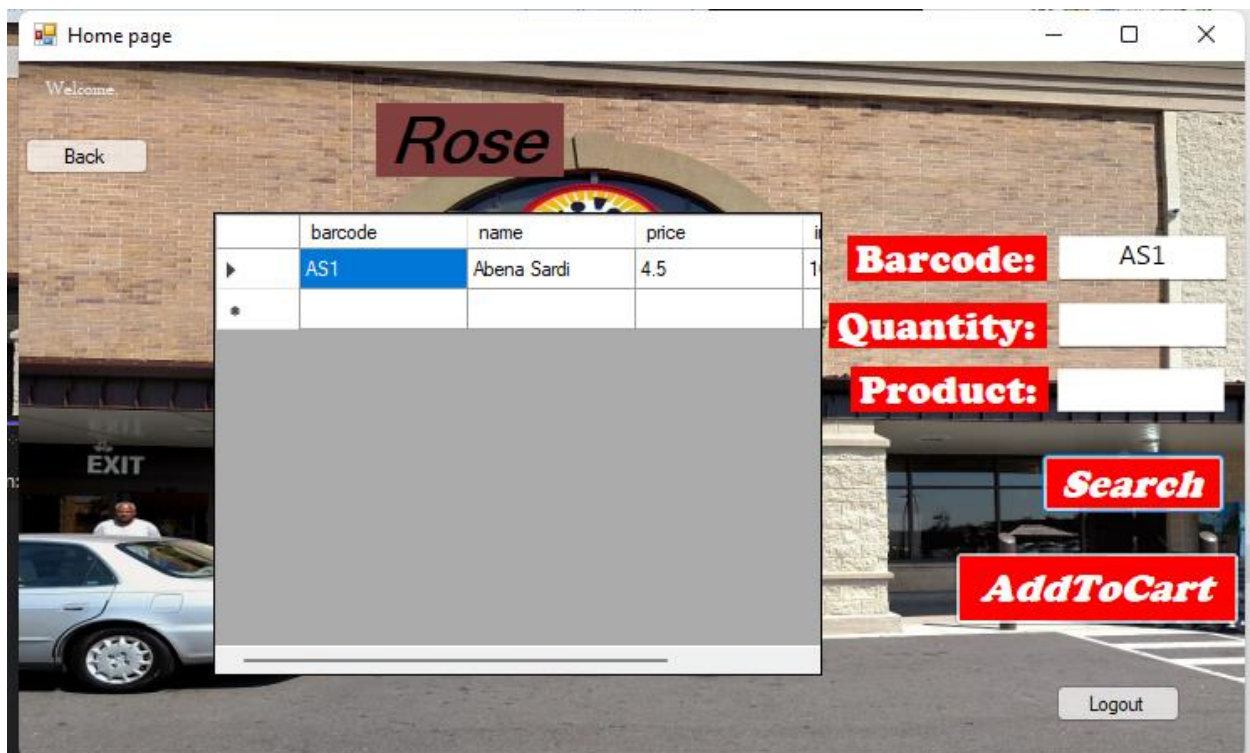 Home page
Welcome.
Rose
Back
barcode name price
AS1 Abena Sardi 4.5
Barcode: AS1
Quantity:
Product:
EXIT
Search
AddToCart
Logout